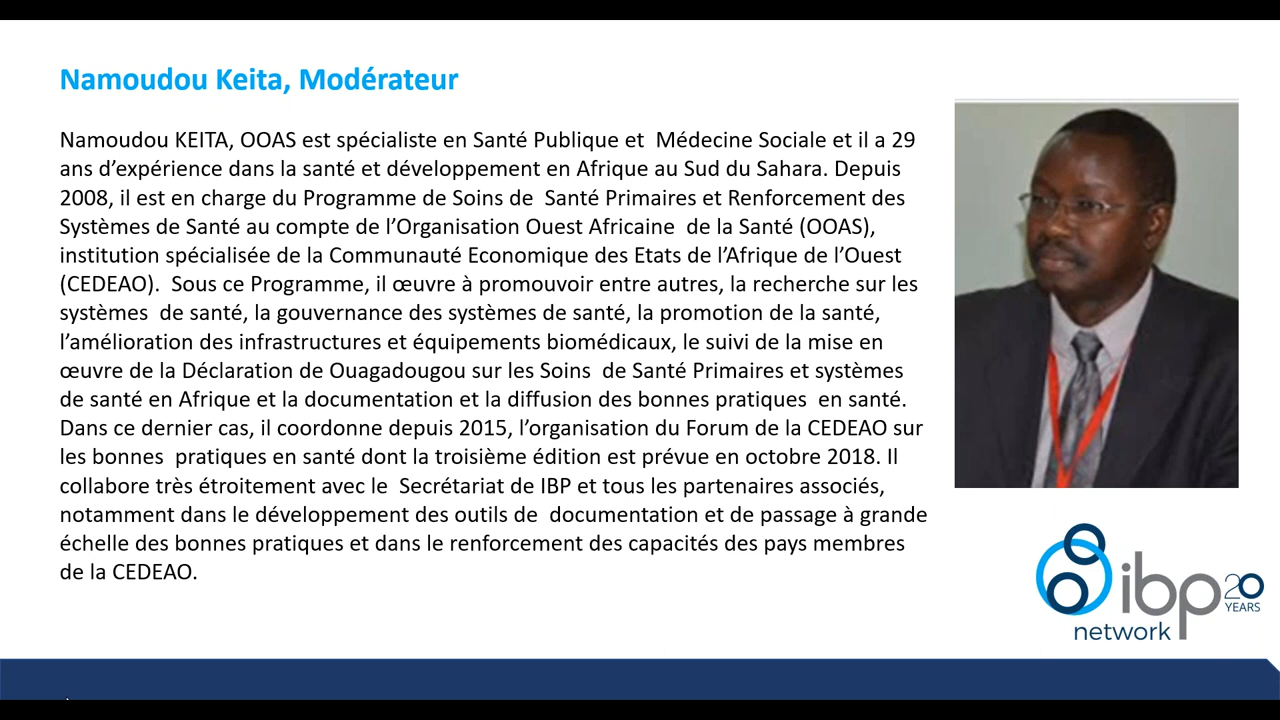 Namoudou Keita, Modérateur
Namoudou KEITA, OOAS est spécialiste en Santé Publique et  Médecine Sociale et il a 29
ans d’expérience dans la santé et développement en Afrique au Sud du Sahara. Depuis
2008, il est en charge du Programme de Soins de  Santé Primaires et Renforcement des
Systèmes de Santé au compte de l’Organisation Ouest Africaine  de la Santé (OOAS),
institution spécialisée de la Communauté Economique des Etats de l’Afrique de l’Ouest
(CEDEAO).  Sous ce Programme, il œuvre à promouvoir entre autres, la recherche sur les
systèmes  de santé, la gouvernance des systèmes de santé, la promotion de la santé,
l’amélioration des infrastructures et équipements biomédicaux, le suivi de la mise en
œuvre de la Déclaration de Ouagadougou sur les Soins  de Santé Primaires et systèmes
de santé en Afrique et la documentation et la diffusion des bonnes pratiques  en santé.
Dans ce dernier cas, il coordonne depuis 2015, l’organisation du Forum de la CEDEAO sur
les bonnes  pratiques en santé dont la troisième édition est prévue en octobre 2018. Il
collabore très étroitement avec le  Secrétariat de IBP et tous les partenaires associés,
notamment dans le développement des outils de  documentation et de passage à grande
échelle des bonnes pratiques et dans le renforcement des capacités des pays membres
de la CEDEAO.
ibp 20
YEARS
network